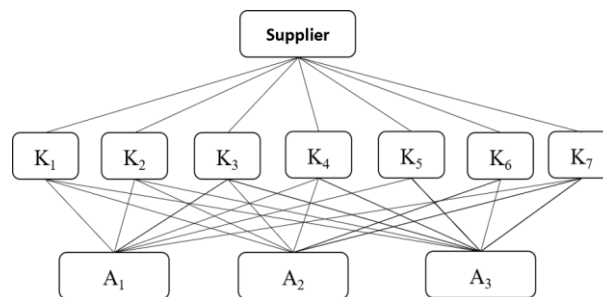 Supplier
K₁ K₂ K₃ K₄ K₅ K₆ K₇
A₁ A₂ A₃